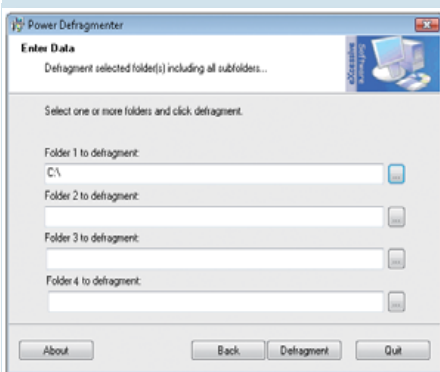 Power Defragmenter
Enter Data
Defragment selected folder(s) including all subfolders...
Select one or more folders and click defragment.
Folder 1 to defragment:
C:\
...
Folder 2 to defragment:
...
Folder 3 to defragment:
...
Folder 4 to defragment:
...
About
Back
Defragment
Quit